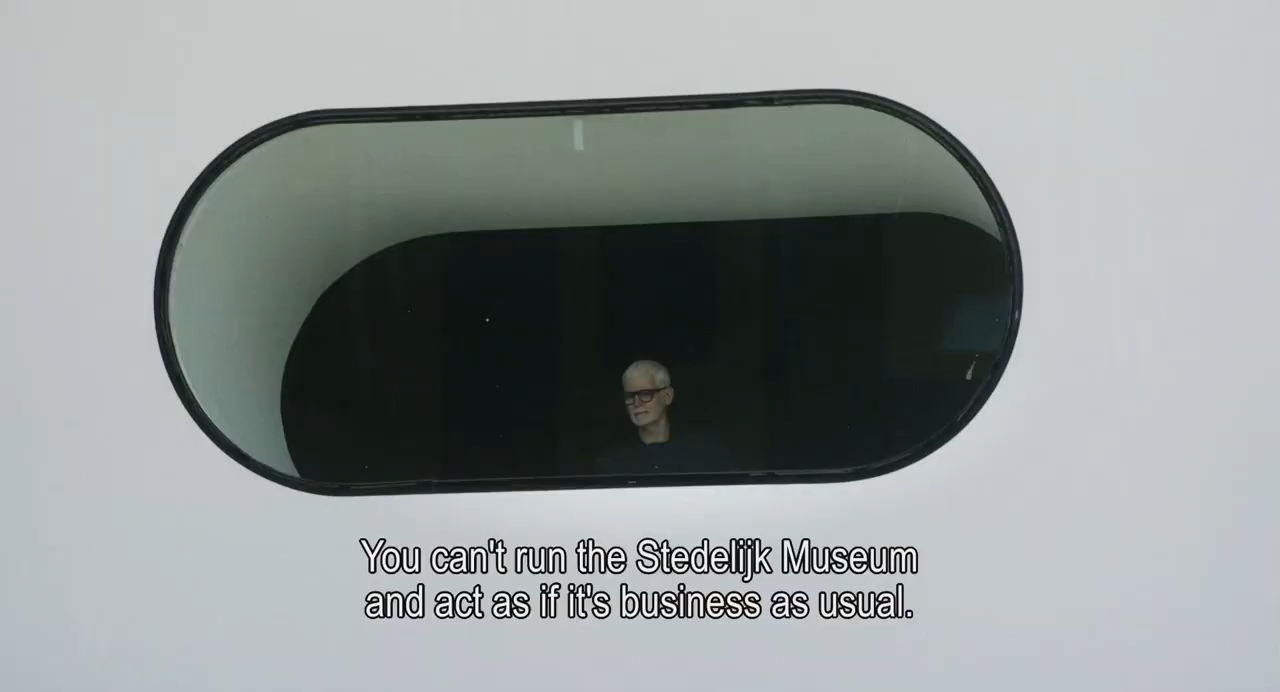 You can't run the Stedelijk Museum
and act as if it's business as usual.